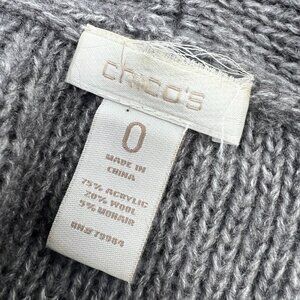 chico's
0
MADE IN
CHINA
75% ACRYLIC
20% WOOL
5% MOHAIR
RN# 79984